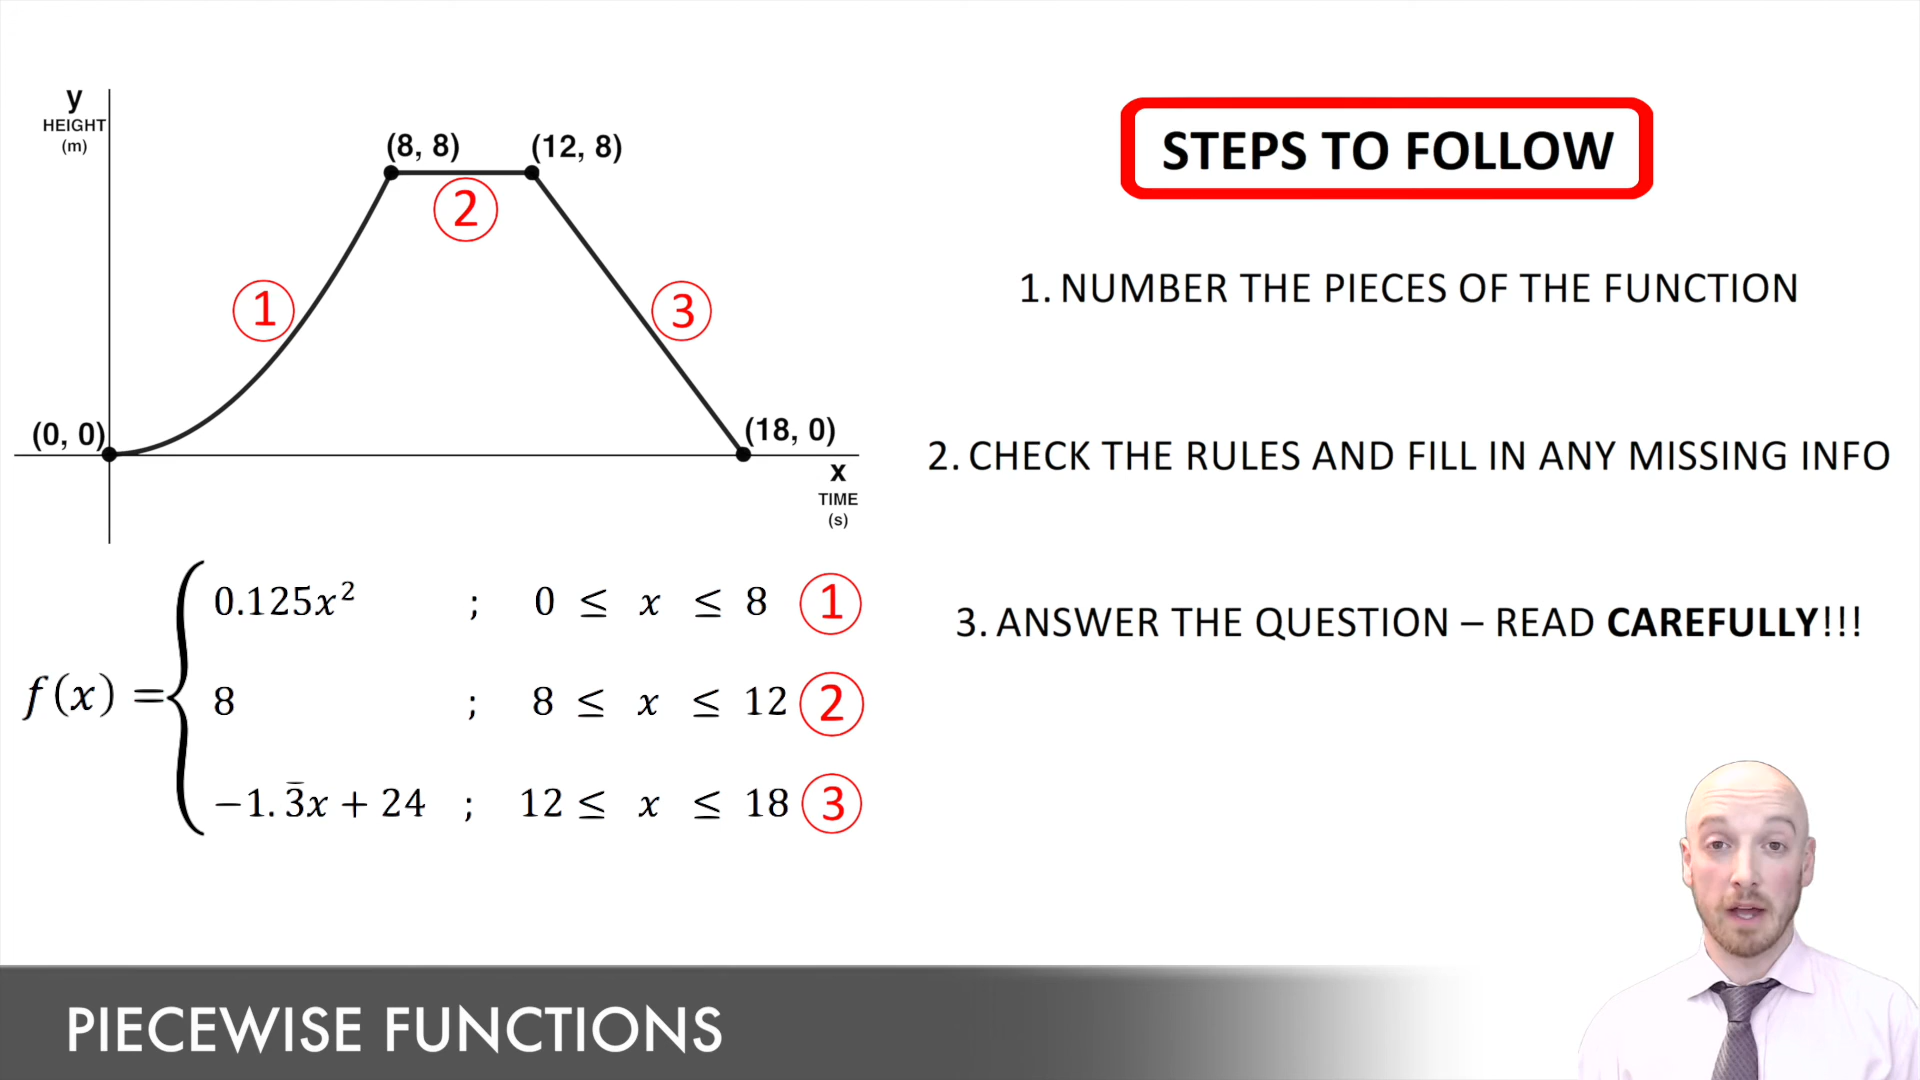 y
HEIGHT
(m)
(8, 8)
(12, 8)
2
1
3
(0, 0)
(18, 0)
x
TIME
(s)
f(x) =
0.125x² ; 0 ≤ x ≤ 8 1
8 ; 8 ≤ x ≤ 12 2
−1.3̅x + 24 ; 12 ≤ x ≤ 18 3
STEPS TO FOLLOW
1. NUMBER THE PIECES OF THE FUNCTION
2. CHECK THE RULES AND FILL IN ANY MISSING INFO
3. ANSWER THE QUESTION – READ CAREFULLY!!!
PIECEWISE FUNCTIONS